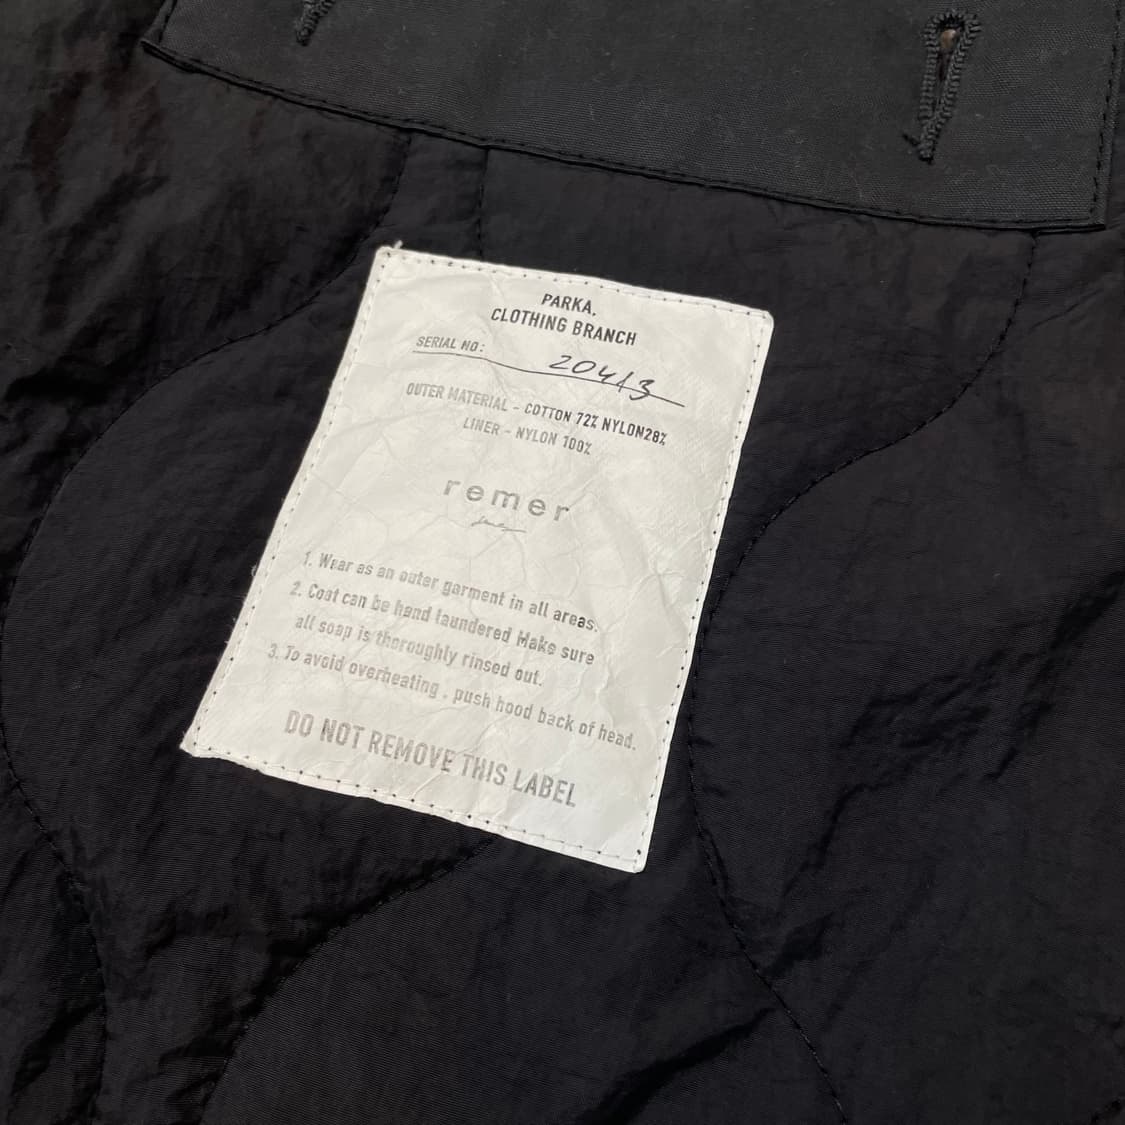 PARKA,
CLOTHING BRANCH
SERIAL NO: 20413
OUTER MATERIAL - COTTON 72% NYLON28%
LINER - NYLON 100%
remer
1. Wear as an outer garment in all areas.
2. Coat can be hand laundered Make sure
all soap is thoroughly rinsed out.
3. To avoid overheating , push hood back of head.
DO NOT REMOVE THIS LABEL